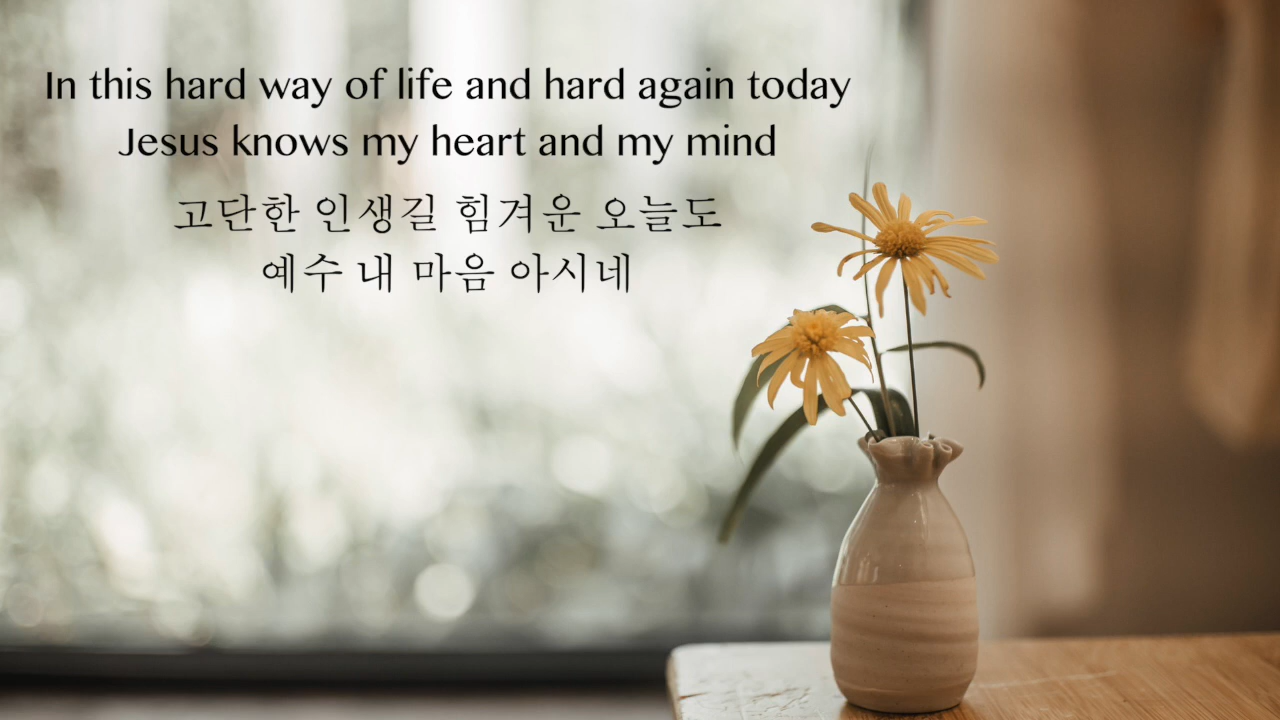 In this hard way of life and hard again today
Jesus knows my heart and my mind
고단한 인생길 힘겨운 오늘도
예수 내 마음 아시네